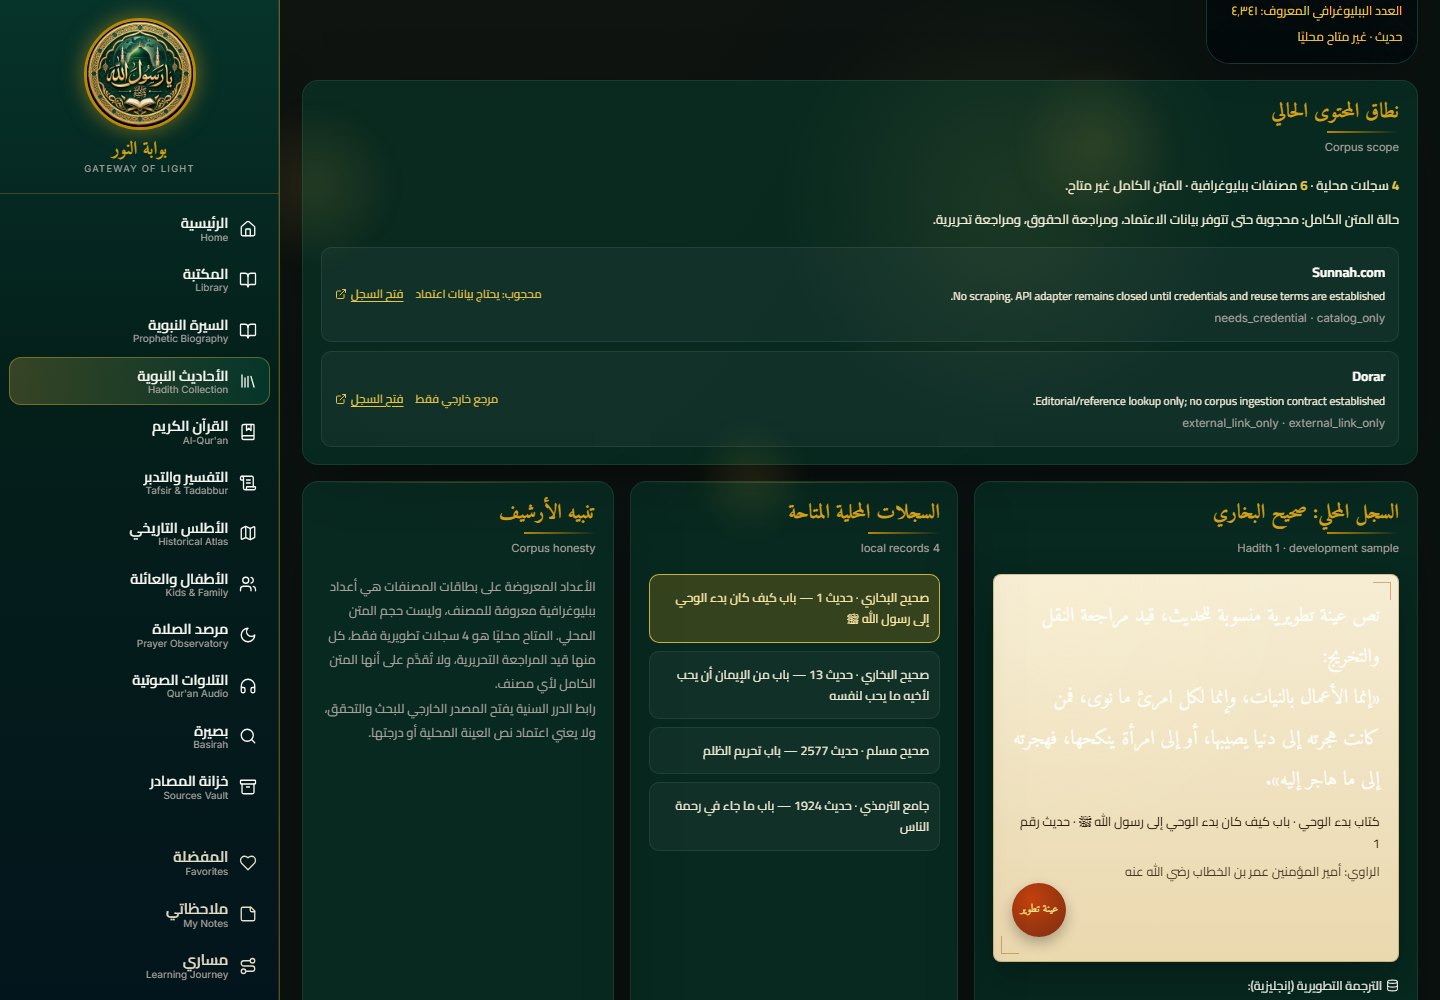 بوابة النور
GATEWAY OF LIGHT
الرئيسية
Home
المكتبة
Library
السيرة النبوية
Prophetic Biography
الأحاديث النبوية
Hadith Collection
القرآن الكريم
Al-Qur'an
التفسير والتدبر
Tafsir & Tadabbur
الأطلس التاريخي
Historical Atlas
الأطفال والعائلة
Kids & Family
مرصد الصلاة
Prayer Observatory
التلاوات الصوتية
Qur'an Audio
بصيرة
Basirah
خزانة المصادر
Sources Vault
المفضلة
Favorites
ملاحظاتي
My Notes
مساري
Learning Journey
العدد الببليوغرافي المعروف: ٤٬٣٤١
حديث · غير متاح محليًا
نطاق المحتوى الحالي
Corpus scope
4 سجلات محلية · 6 مصنفات ببليوغرافية · المتن الكامل غير متاح.
حالة المتن الكامل: محجوبة حتى تتوفر بيانات الاعتماد، ومراجعة الحقوق، ومراجعة تحريرية.
Sunnah.com
No scraping. API adapter remains closed until credentials and reuse terms are established.
needs_credential · catalog_only
محجوب: يحتاج بيانات اعتماد
فتح السجل
Dorar
Editorial/reference lookup only; no corpus ingestion contract established.
external_link_only · external_link_only
مرجع خارجي فقط
فتح السجل
السجل المحلي: صحيح البخاري
Hadith 1 · development sample
نص عينة تطويرية منسوبة للحديث، قيد مراجعة النقل
والتخريج:
«إنما الأعمال بالنيات، وإنما لكل امرئ ما نوى، فمن
كانت هجرته إلى دنيا يصيبها، أو إلى امرأة ينكحها، فهجرته
إلى ما هاجر إليه».
كتاب بدء الوحي · باب كيف كان بدء الوحي إلى رسول الله ﷺ · حديث رقم
1
الراوي: أمير المؤمنين عمر بن الخطاب رضي الله عنه
عينة تطوير
الترجمة التطويرية (إنجليزية):
السجلات المحلية المتاحة
local records 4
صحيح البخاري · حديث 1 — باب كيف كان بدء الوحي
إلى رسول الله ﷺ
صحيح البخاري · حديث 13 — باب من الإيمان أن يحب
لأخيه ما يحب لنفسه
صحيح مسلم · حديث 2577 — باب تحريم الظلم
جامع الترمذي · حديث 1924 — باب ما جاء في رحمة
الناس
تنبيه الأرشيف
Corpus honesty
الأعداد المعروضة على بطاقات المصنفات هي أعداد
ببليوغرافية معروفة للمصنف، وليست حجم المتن
المحلي. المتاح محليًا هو 4 سجلات تطويرية فقط، كل
منها قيد المراجعة التحريرية، ولا تُقدَّم على أنها المتن
الكامل لأي مصنف.
رابط الدرر السنية يفتح المصدر الخارجي للبحث والتحقق،
ولا يعني اعتماد نص العينة المحلية أو درجتها.